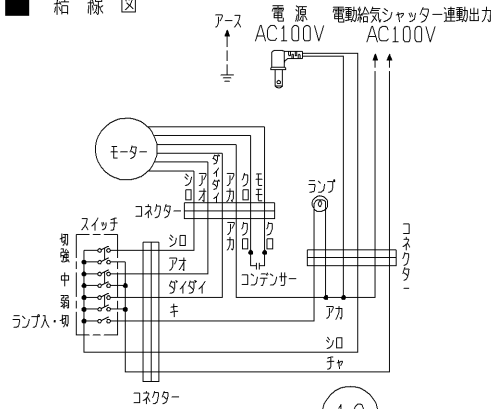 ■ 結線図
アース
電源
AC100V
電動給気シャッター連動出力
AC100V
モーター
シロ
アオ
ダイダイ
アカ
クロ
モモ
コネクター
アカ
クロ
クロ
コンデンサー
ランプ
コネクター
スイッチ
切
強
中
弱
ランプ入・切
シロ
アオ
ダイダイ
キ
アカ
シロ
チャ
コネクター